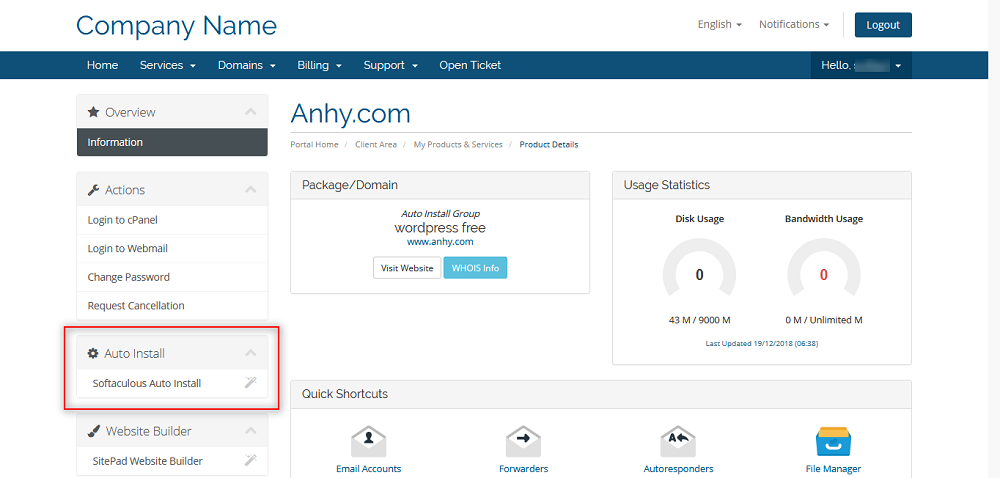 Company Name
English
Notifications
Logout
Home
Services
Domains
Billing
Support
Open Ticket
Hello,
Overview
Information
Actions
Login to cPanel
Login to Webmail
Change Password
Request Cancellation
Auto Install
Softaculous Auto Install
Website Builder
SitePad Website Builder
Anhy.com
Portal Home / Client Area / My Products & Services / Product Details
Package/Domain
Auto Install Group
wordpress free
www.anhy.com
Visit Website
WHOIS Info
Usage Statistics
Disk Usage
Bandwidth Usage
0
0
43 M / 9000 M
0 M / Unlimited M
Last Updated 19/12/2018 (06:38)
Quick Shortcuts
Email Accounts
Forwarders
A
Autoresponders
File Manager